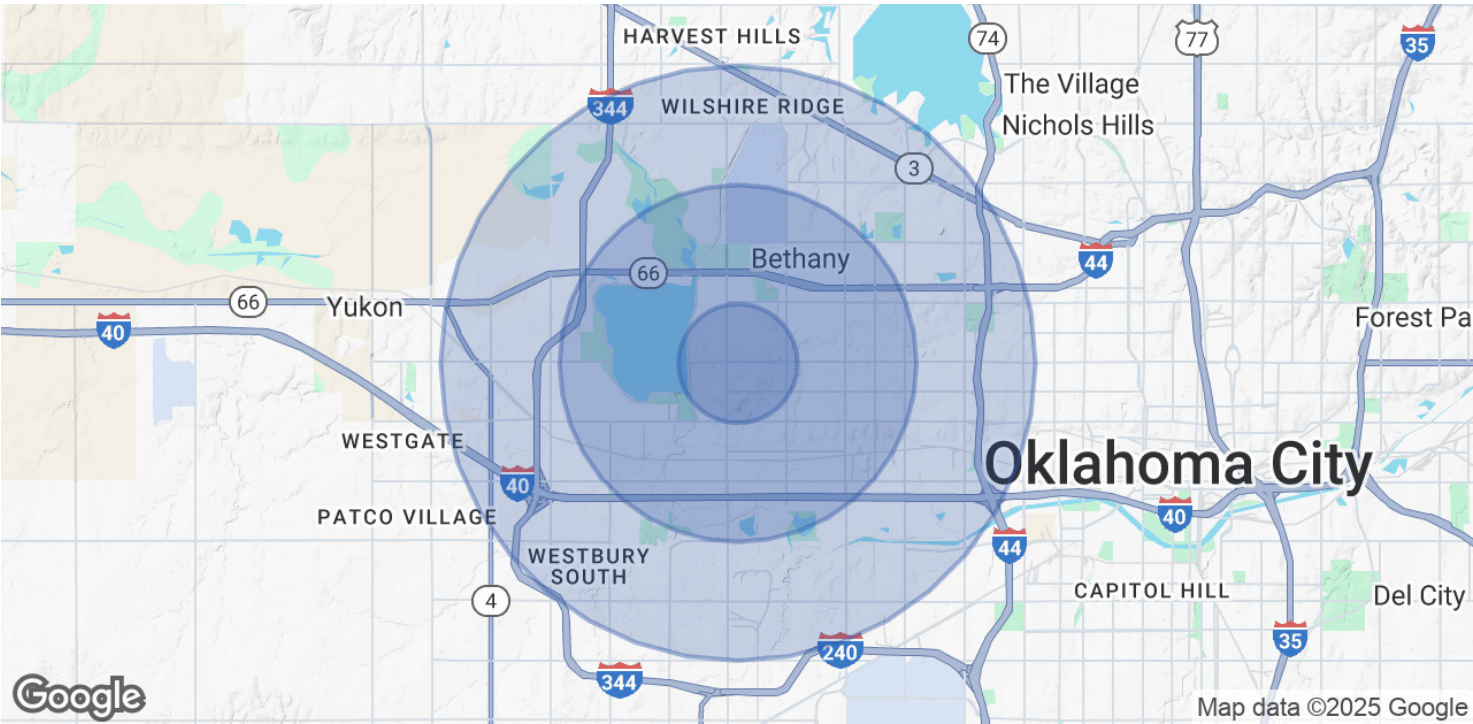 HARVEST HILLS
74
77
35
The Village
344
WILSHIRE RIDGE
Nichols Hills
3
Bethany
44
66
66
Yukon
40
Forest Pa
WESTGATE
Oklahoma City
40
PATCO VILLAGE
40
WESTBURY
SOUTH
44
4
CAPITOL HILL
Del City
35
240
344
Google
Map data ©2025 Google